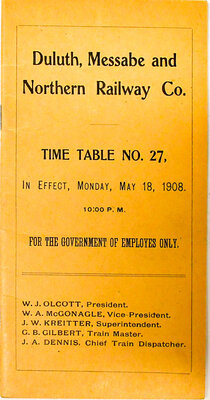 Duluth, Messabe and
Northern Railway Co.
TIME TABLE NO. 27,
IN EFFECT, MONDAY, MAY 18, 1908.
10:00 P. M.
FOR THE GOVERNMENT OF EMPLOYES ONLY.
W. J. OLCOTT, President.
W. A. McGONAGLE, Vice-President.
J. W. KREITTER, Superintendent.
G. B. GILBERT, Train Master.
J. A. DENNIS, Chief Train Dispatcher.